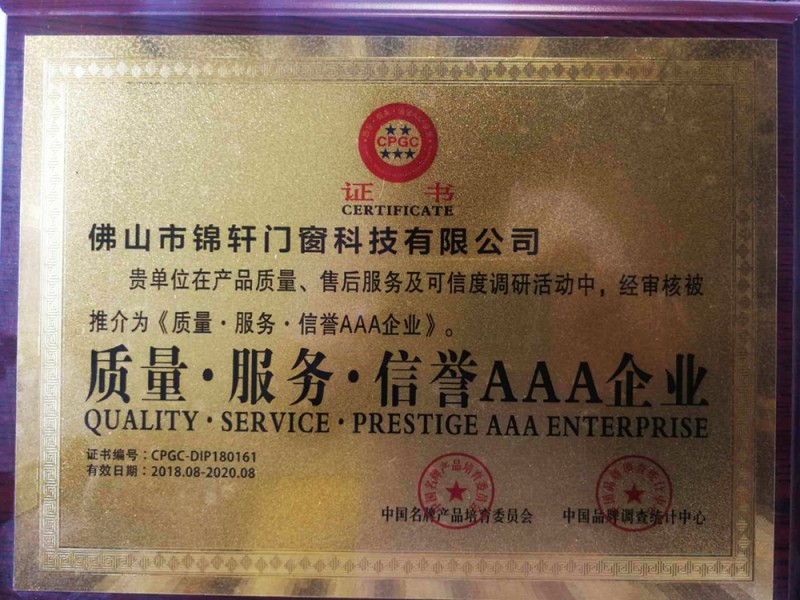 CPGC
证 书
CERTIFICATE
佛山市锦轩门窗科技有限公司
贵单位在产品质量、售后服务及可信度调研活动中，经审核被
推介为《质量·服务·信誉AAA企业》。
质量·服务·信誉AAA企业
QUALITY·SERVICE·PRESTIGE AAA ENTERPRISE
证书编号：CPGC-DIP180161
有效日期：2018.08-2020.08
中国名牌产品培育委员会 中国品牌调查统计中心